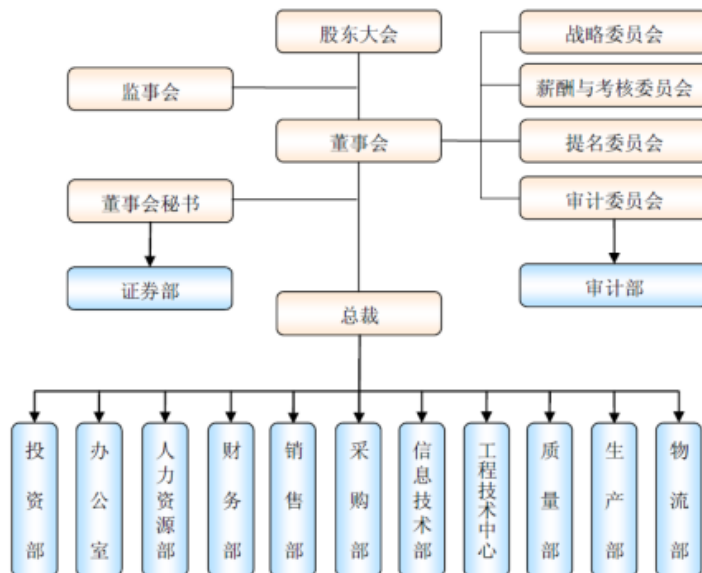 股东大会
战略委员会
监事会
薪酬与考核委员会
董事会
提名委员会
董事会秘书
审计委员会
证券部
审计部
总裁
投资部
办公室
人力资源部
财务部
销售部
采购部
信息技术部
工程技术中心
质量部
生产部
物流部